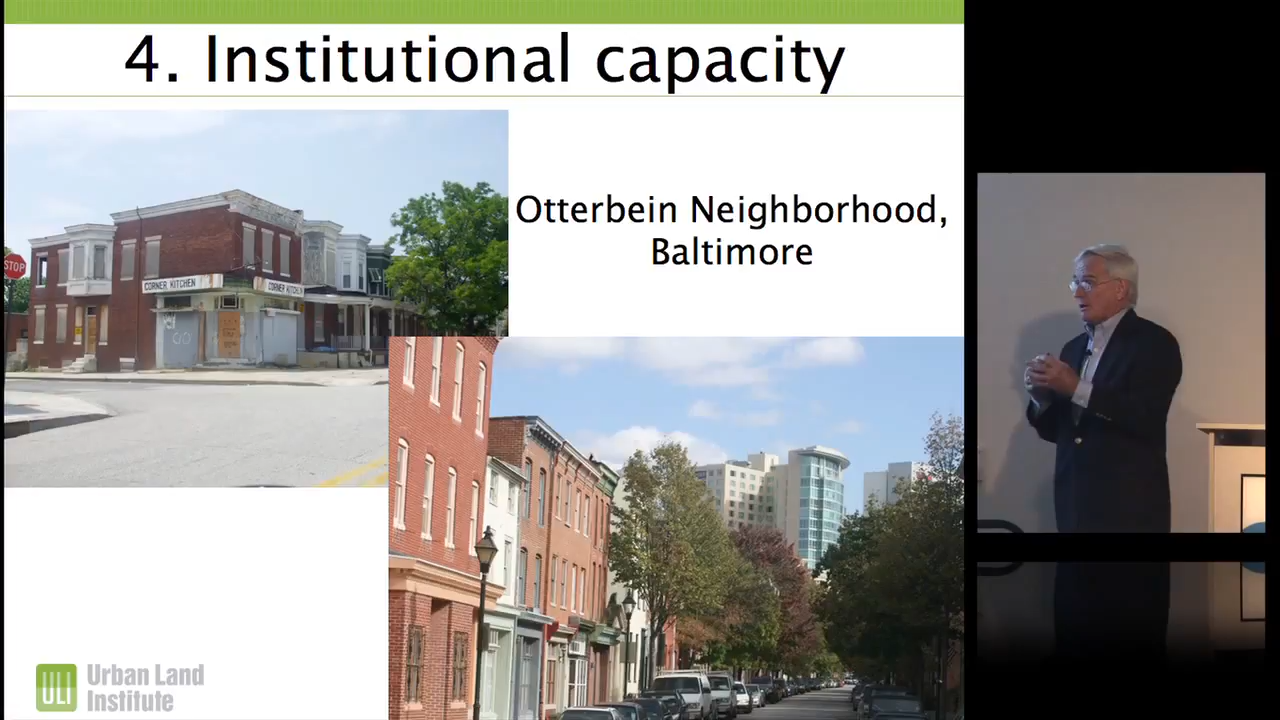 4. Institutional capacity
Otterbein Neighborhood,
Baltimore
STOP
CORNER KITCHEN
CORNER KITCHEN
ULI
Urban Land
Institute